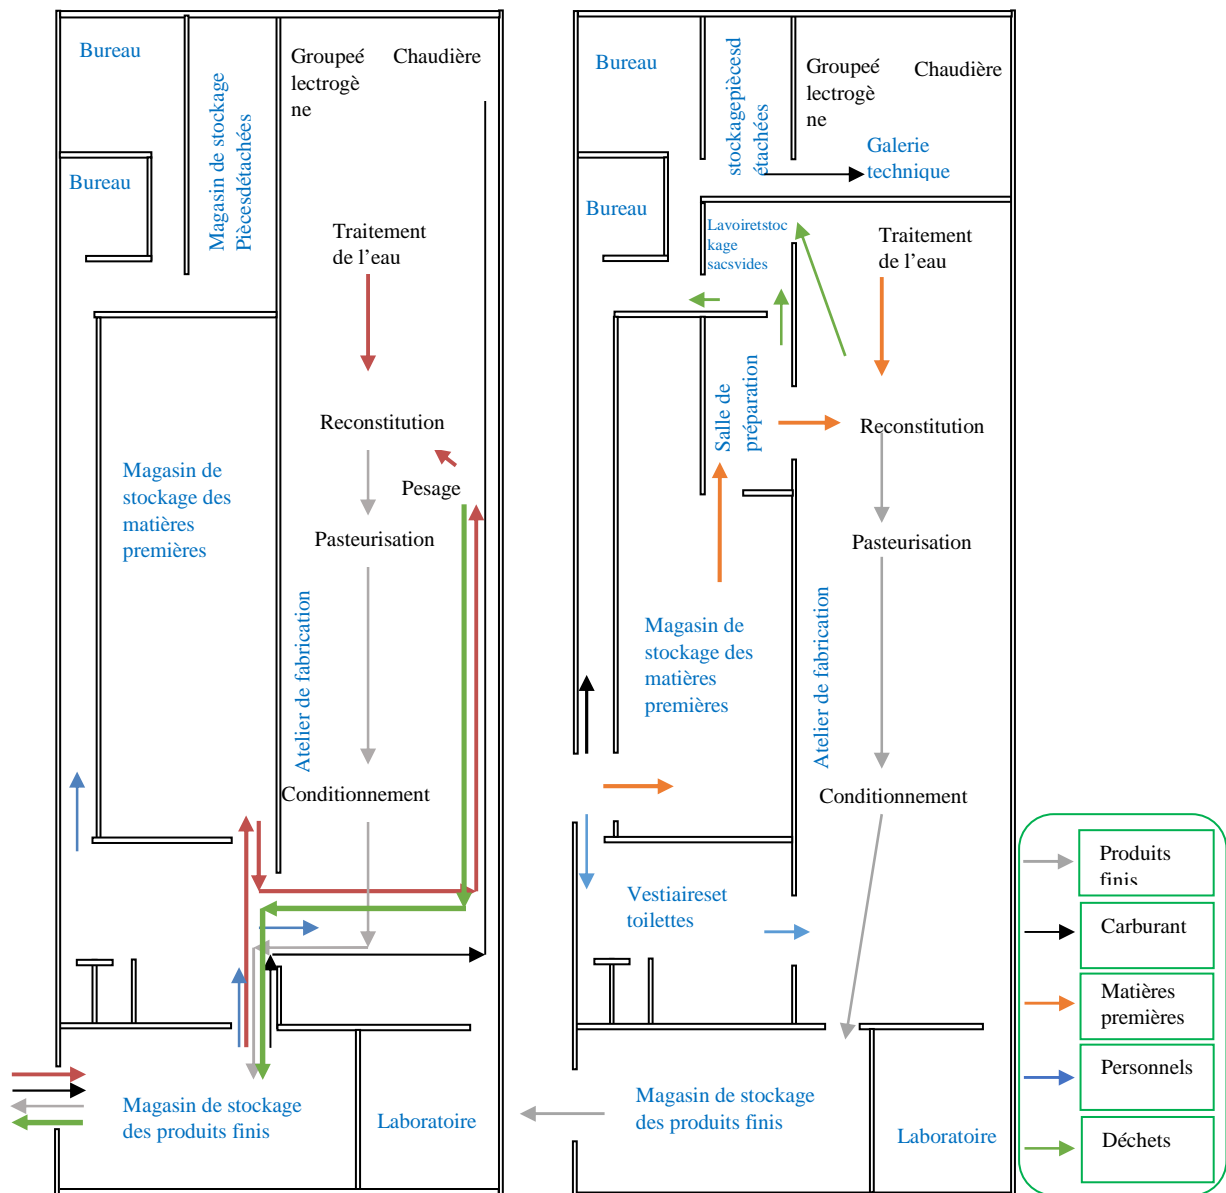 Bureau
Groupeé
lectrogè
ne
Chaudière
Magasin de stockage
Piècesdétachées
Bureau
Traitement
de l’eau
Reconstitution
Pesage
Magasin de
stockage des
matières
premières
Pasteurisation
Atelier de fabrication
Conditionnement
Magasin de stockage
des produits finis
Laboratoire
Bureau
stockagepiècesd
étachées
Groupeé
lectrogè
ne
Chaudière
Galerie
technique
Bureau
Lavoiretstoc
kage
sacsvides
Traitement
de l’eau
Salle de
préparation
Reconstitution
Pasteurisation
Magasin de
stockage des
matières
premières
Atelier de fabrication
Conditionnement
Vestiaireset
toilettes
Magasin de stockage
des produits finis
Laboratoire
Produits
finis
Carburant
Matières
premières
Personnels
Déchets